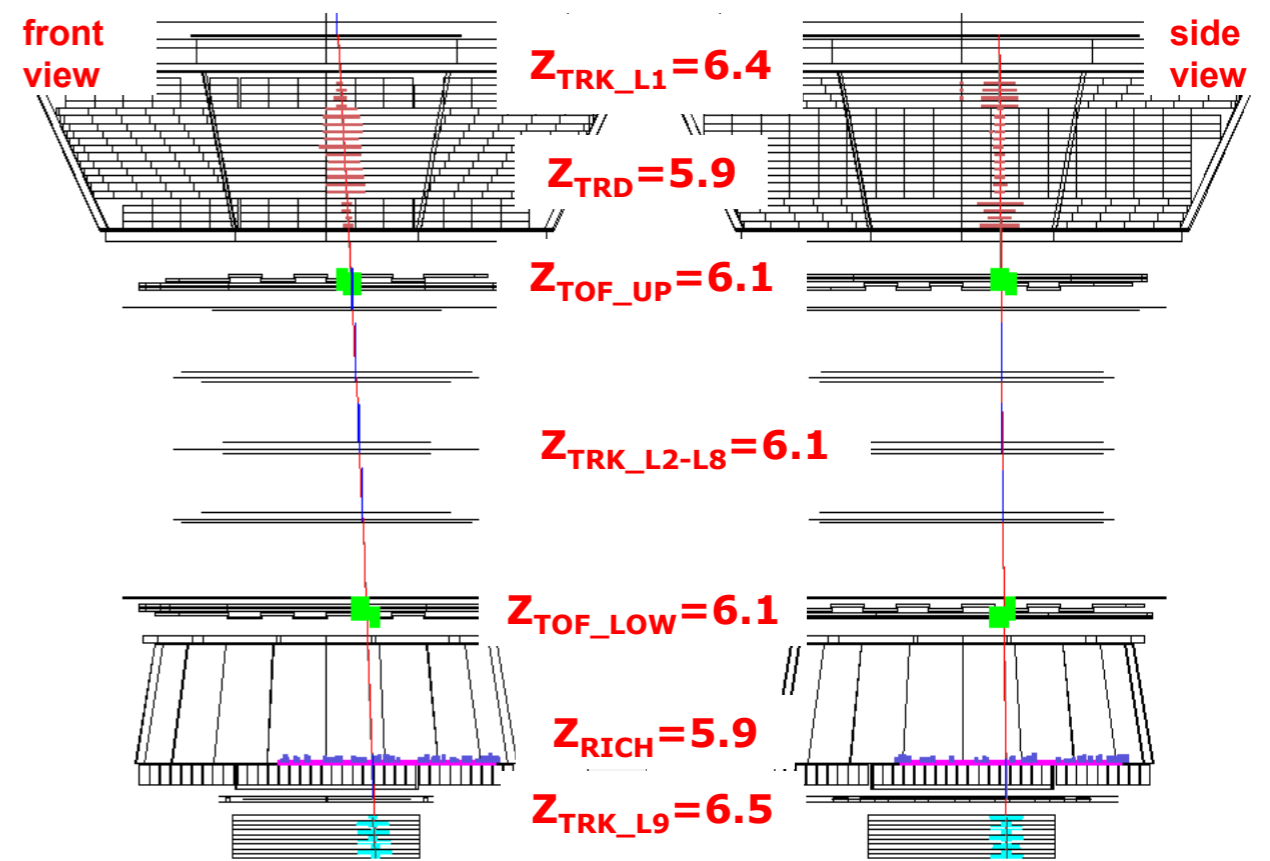 front
view
side
view
Z_TRK_L1=6.4
Z_TRD=5.9
Z_TOF_UP=6.1
Z_TRK_L2-L8=6.1
Z_TOF_LOW=6.1
Z_RICH=5.9
Z_TRK_L9=6.5